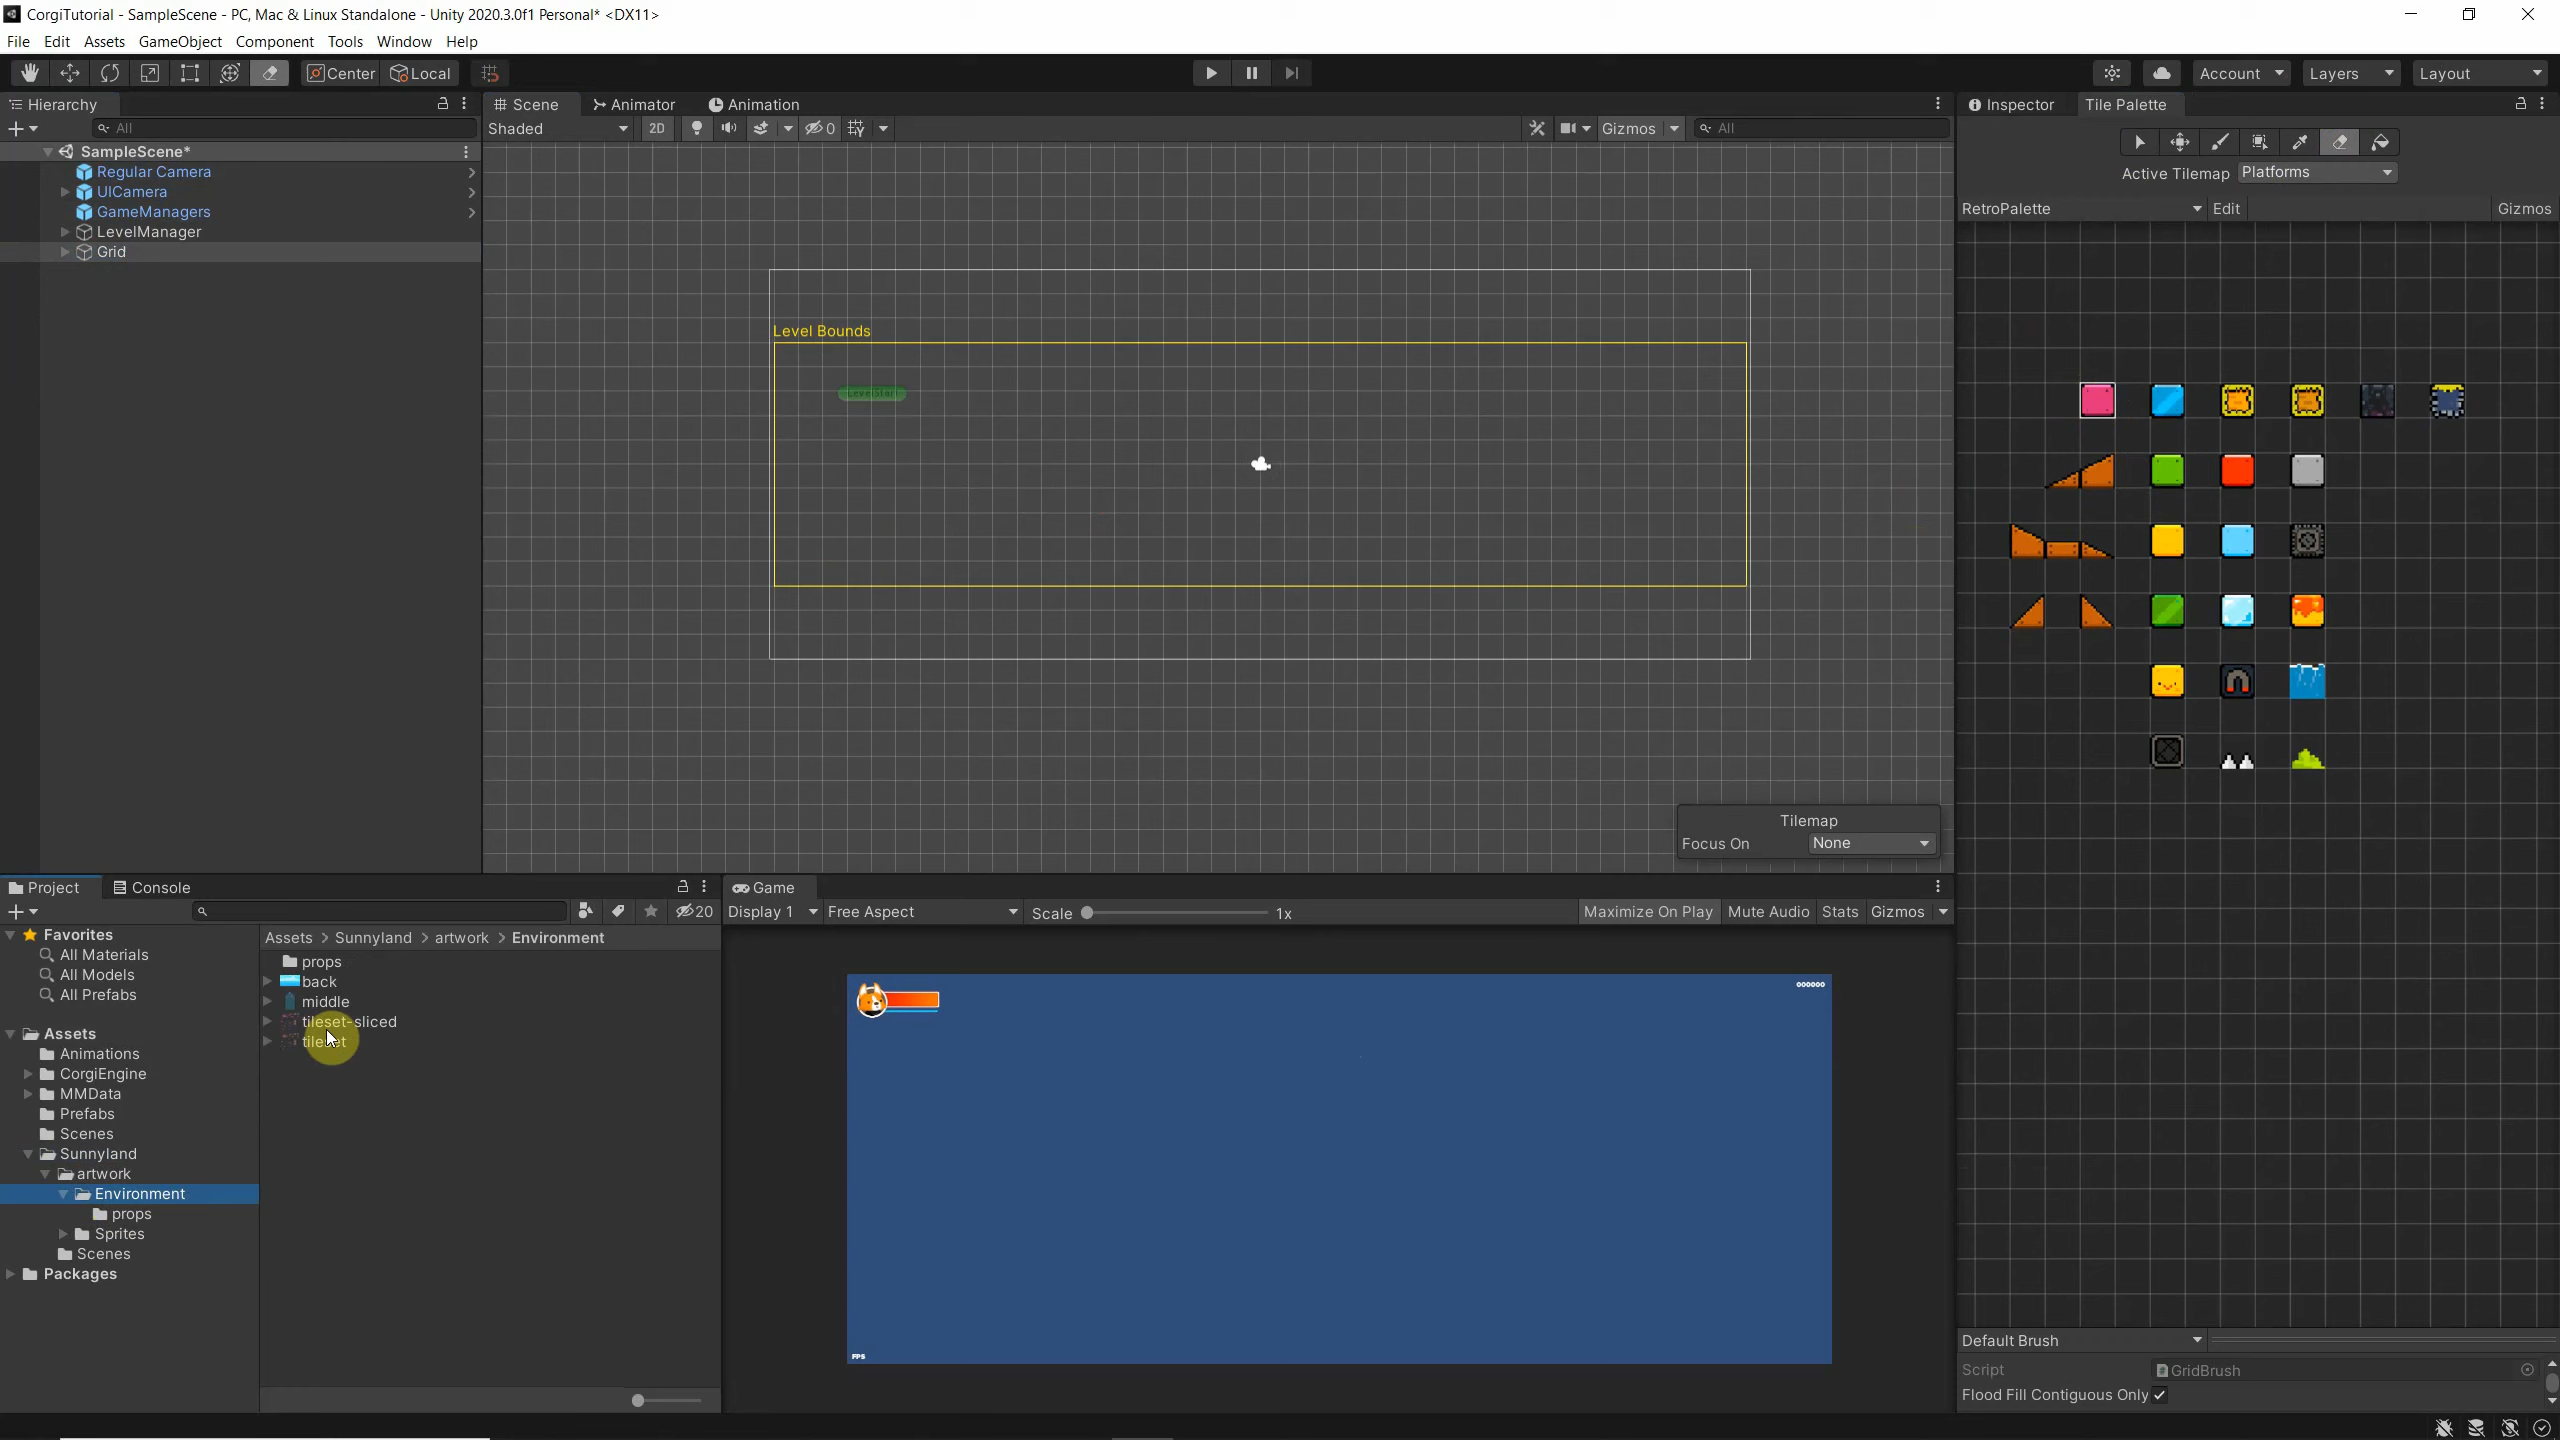 CorgiTutorial - SampleScene - PC, Mac & Linux Standalone - Unity 2020.3.0f1 Personal* <DX11>
File Edit Assets GameObject Component Tools Window Help
Center Local Account Layers Layout
Hierarchy
All
SampleScene*
Regular Camera
UICamera
GameManagers
LevelManager
Grid
Scene Animator Animation
Shaded 2D 0 Gizmos All
Level Bounds
LevelStart
Tilemap
Focus On None
Inspector Tile Palette
Active Tilemap Platforms
RetroPalette Edit Gizmos
Default Brush
Script GridBrush
Flood Fill Contiguous Only
Project Console
20
Favorites
All Materials
All Models
All Prefabs
Assets
Animations
CorgiEngine
MMData
Prefabs
Scenes
Sunnyland
artwork
Environment
props
Sprites
Scenes
Packages
Assets > Sunnyland > artwork > Environment
props
back
middle
tileset-sliced
tileset
Game
Display 1 Free Aspect Scale 1x Maximize On Play Mute Audio Stats Gizmos
000000
FPS